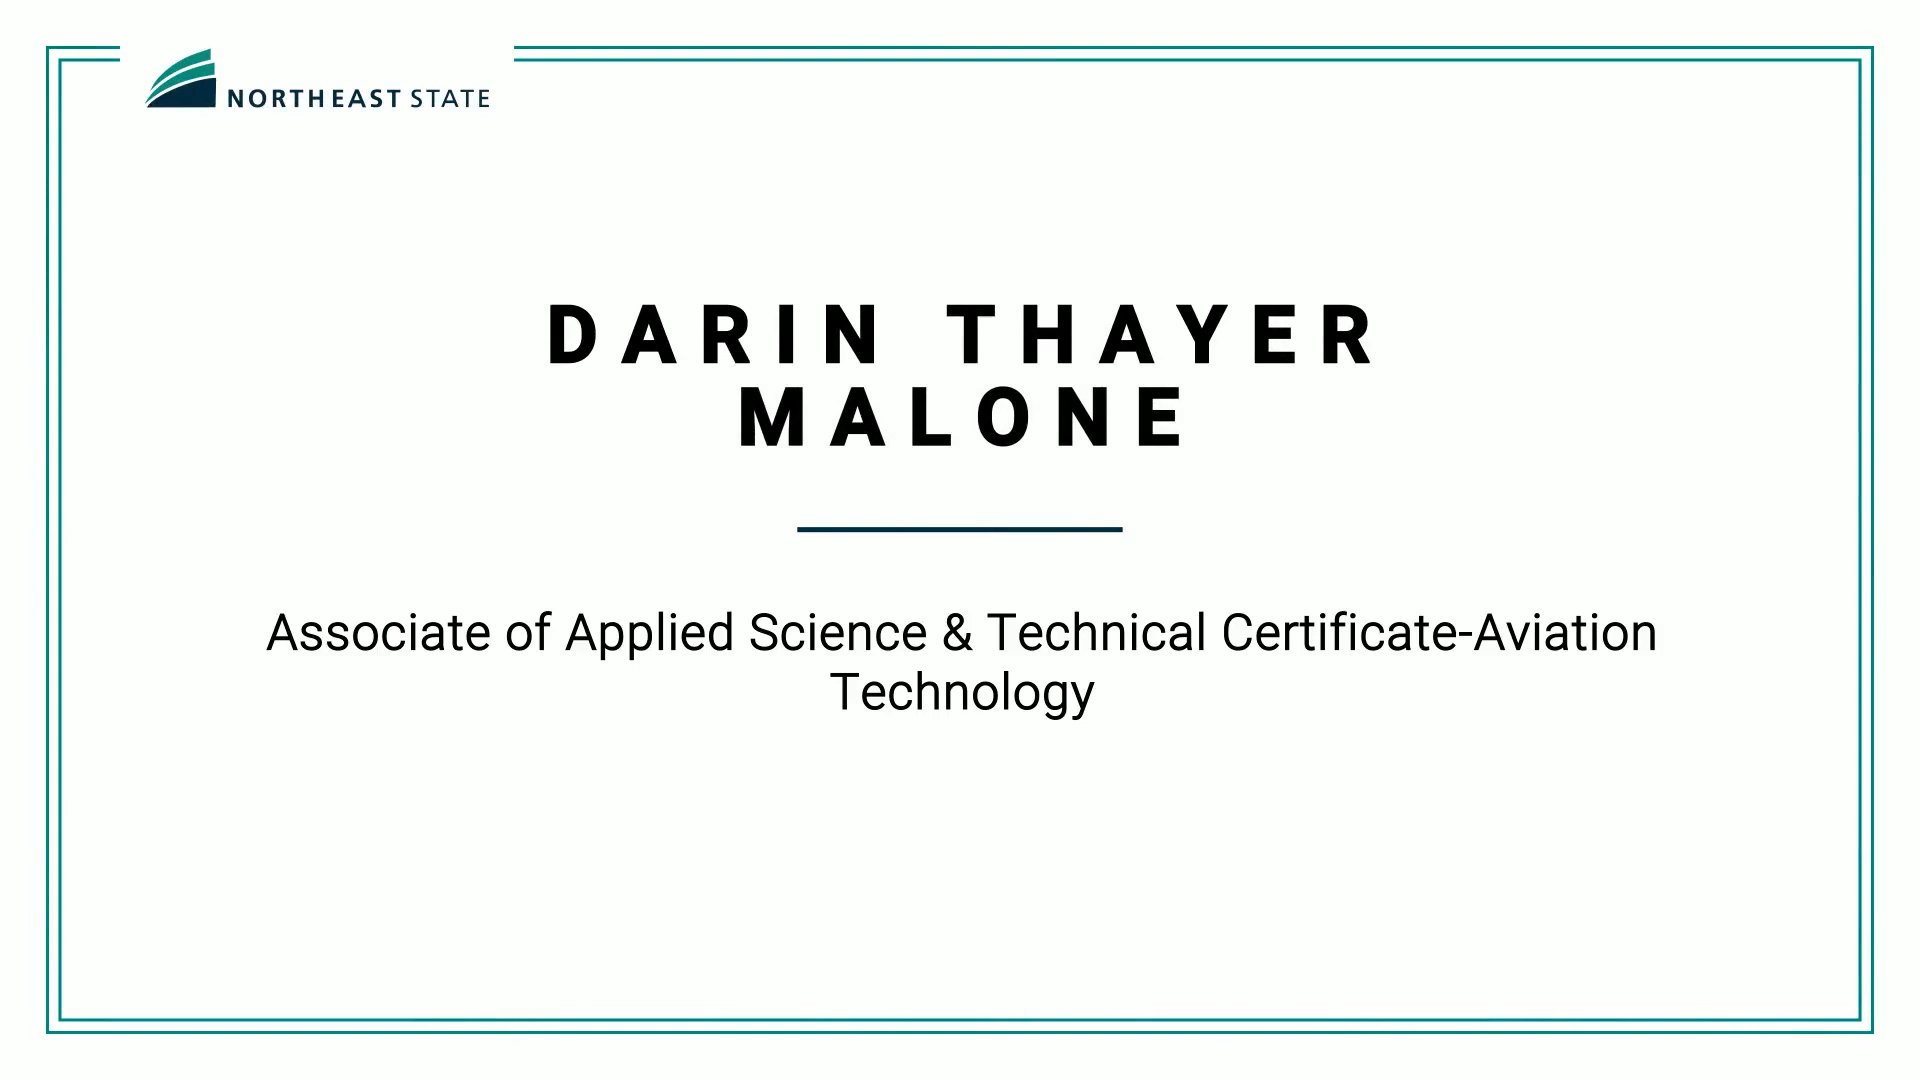 NORTHEAST STATE
DARIN THAYER
MALONE
Associate of Applied Science & Technical Certificate-Aviation
Technology